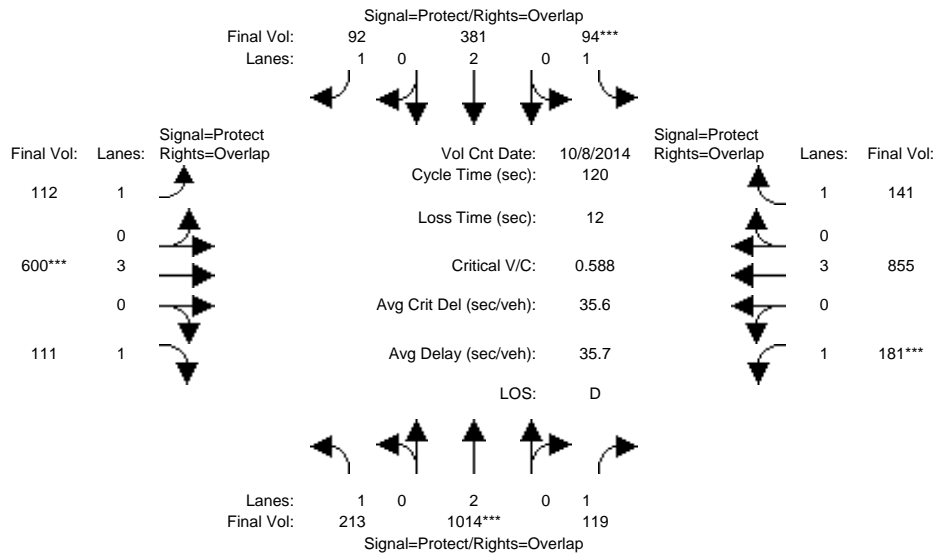 Signal=Protect/Rights=Overlap
Final Vol: 92 381 94***
Lanes: 1 0 2 0 1
Signal=Protect
Final Vol: Lanes: Rights=Overlap
Vol Cnt Date: 10/8/2014
Signal=Protect
Rights=Overlap Lanes: Final Vol:
Cycle Time (sec): 120
112 1
1 141
Loss Time (sec): 12
0
0
600*** 3
Critical V/C: 0.588
3 855
0
Avg Crit Del (sec/veh): 35.6
0
111 1
Avg Delay (sec/veh): 35.7
1 181***
LOS: D
Lanes: 1 0 2 0 1
Final Vol: 213 1014*** 119
Signal=Protect/Rights=Overlap